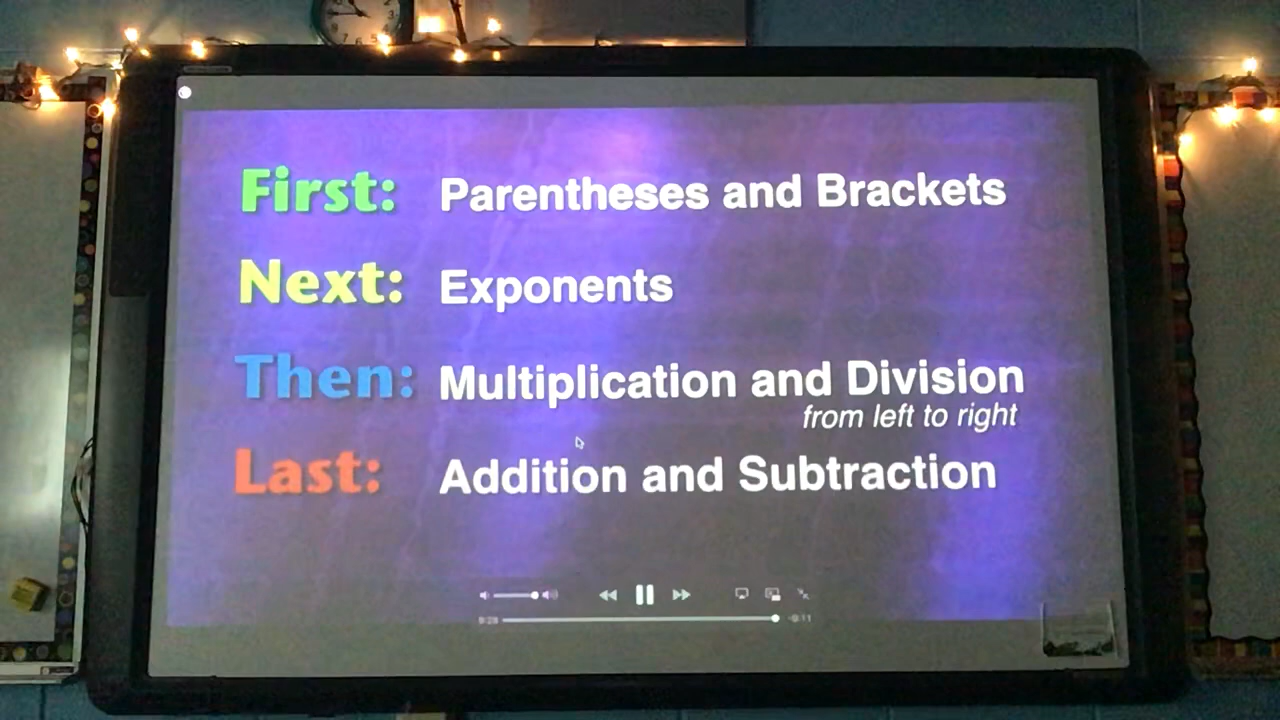 First: Parentheses and Brackets
Next: Exponents
Then: Multiplication and Division
from left to right
Last: Addition and Subtraction